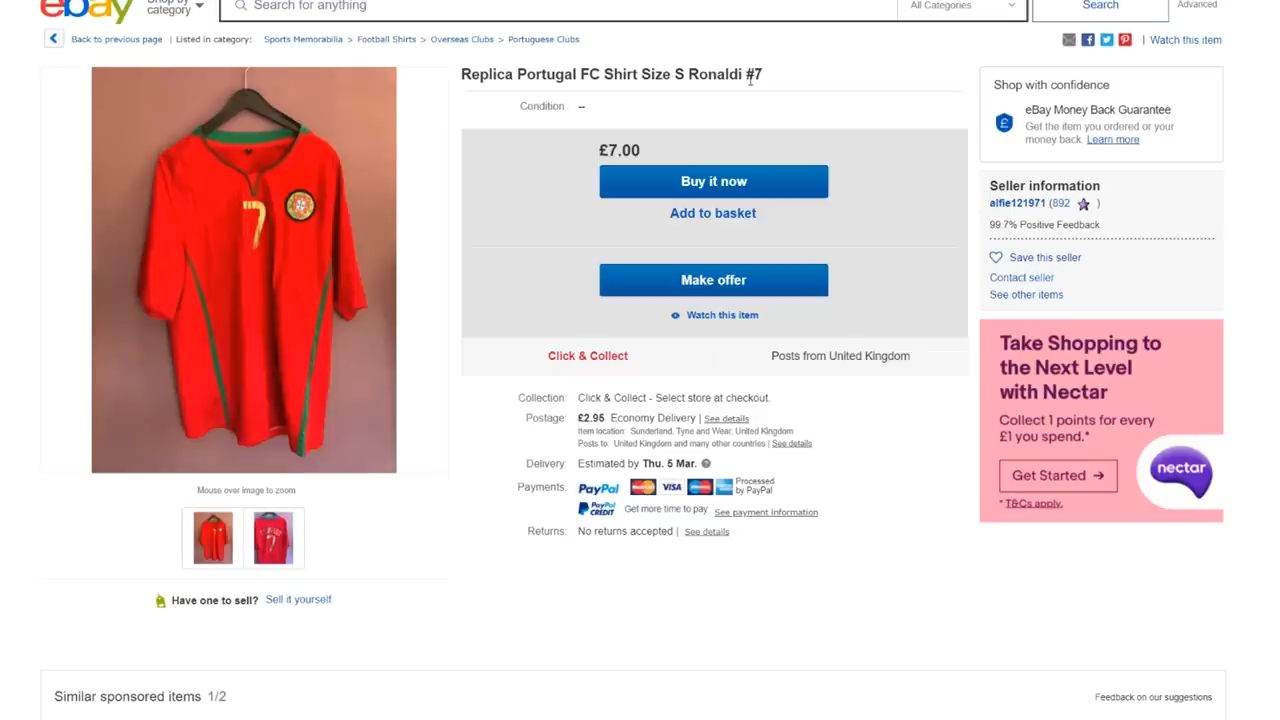 ebay
Shop by
category
Search for anything
All Categories
Search
Advanced
Back to previous page | Listed in category: Sports Memorabilia > Football Shirts > Overseas Clubs > Portuguese Clubs
| Watch this item
Replica Portugal FC Shirt Size S Ronaldi #7
Condition --
£7.00
Buy it now
Add to basket
Make offer
Watch this item
Click & Collect
Posts from United Kingdom
Collection: Click & Collect - Select store at checkout.
Postage: £2.95 Economy Delivery | See details
Item location: Sunderland, Tyne and Wear, United Kingdom
Posts to: United Kingdom and many other countries | See details
Delivery: Estimated by Thu. 5 Mar.
Payments: PayPal VISA Processed
by PayPal
PayPal
CREDIT
Get more time to pay See payment information
Returns: No returns accepted | See details
7
Mouse over image to zoom
7
Have one to sell? Sell it yourself
Shop with confidence
eBay Money Back Guarantee
Get the item you ordered or your
money back. Learn more
Seller information
alfie121971 (892 )
99.7% Positive Feedback
Save this seller
Contact seller
See other items
Take Shopping to
the Next Level
with Nectar
Collect 1 points for every
£1 you spend.*
Get Started →
nectar
* T&Cs apply.
Similar sponsored items 1/2
Feedback on our suggestions